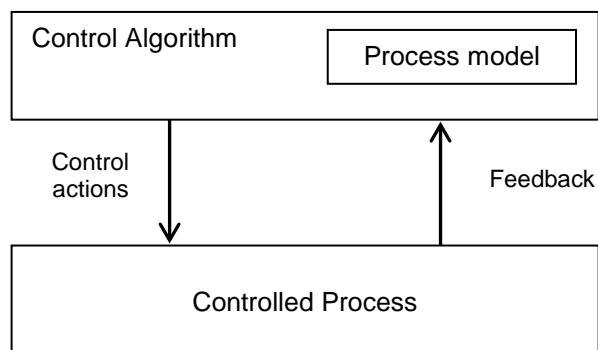 Control Algorithm
Process model
Control
actions
Feedback
Controlled Process